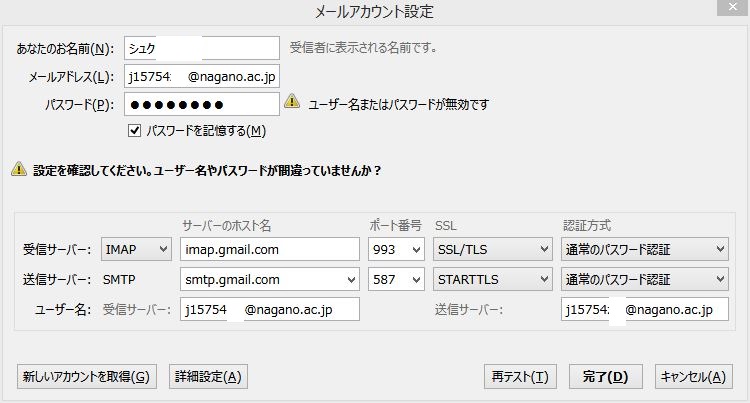 メールアカウント設定
あなたのお名前(N): シュク 受信者に表示される名前です。
メールアドレス(L): j15754 @nagano.ac.jp
パスワード(P): ●●●●●●●● ユーザー名またはパスワードが無効です
パスワードを記憶する(M)
設定を確認してください。ユーザー名やパスワードが間違っていませんか？
サーバーのホスト名 ポート番号 SSL 認証方式
受信サーバー: IMAP imap.gmail.com 993 SSL/TLS 通常のパスワード認証
送信サーバー: SMTP smtp.gmail.com 587 STARTTLS 通常のパスワード認証
ユーザー名: 受信サーバー: j15754 @nagano.ac.jp 送信サーバー: j15754 @nagano.ac.jp
新しいアカウントを取得(G) 詳細設定(A) 再テスト(T) 完了(D) キャンセル(A)